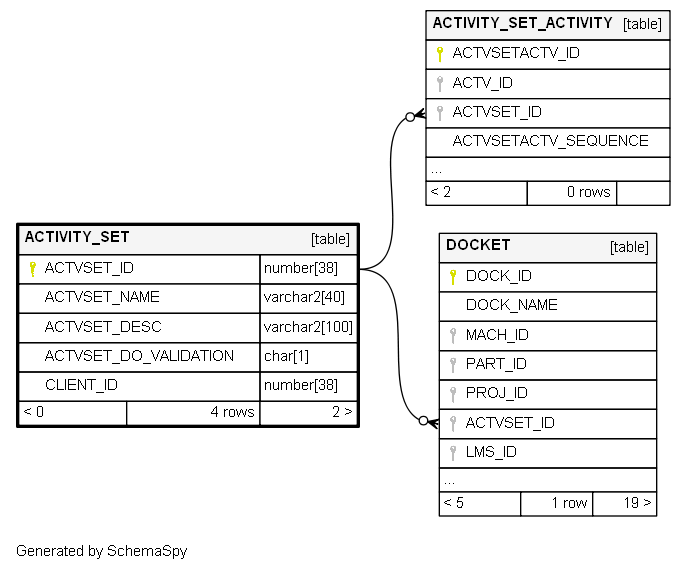 ACTIVITY_SET_ACTIVITY [table]
ACTVSETACTV_ID
ACTV_ID
ACTVSET_ID
ACTVSETACTV_SEQUENCE
...
< 2 0 rows
ACTIVITY_SET [table]
ACTVSET_ID number[38]
ACTVSET_NAME varchar2[40]
ACTVSET_DESC varchar2[100]
ACTVSET_DO_VALIDATION char[1]
CLIENT_ID number[38]
< 0 4 rows 2 >
DOCKET [table]
DOCK_ID
DOCK_NAME
MACH_ID
PART_ID
PROJ_ID
ACTVSET_ID
LMS_ID
...
< 5 1 row 19 >
Generated by SchemaSpy